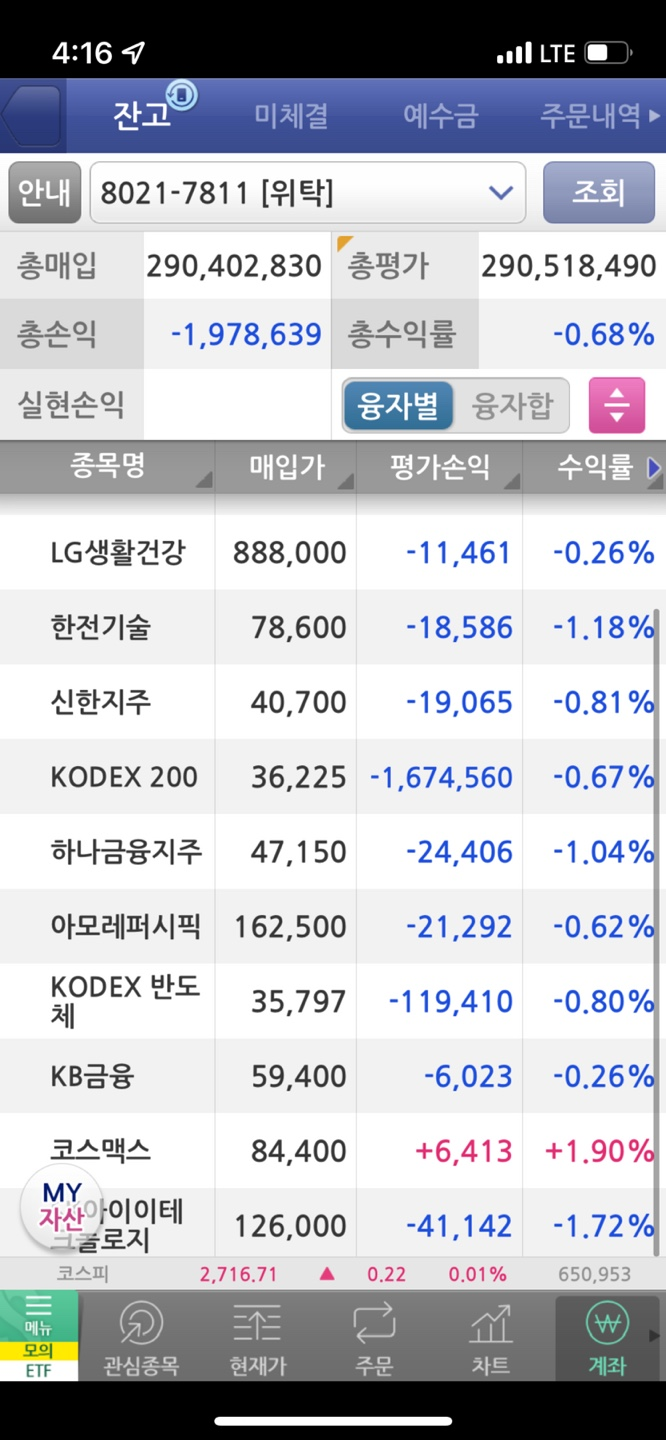 4:16 LTE
잔고 미체결 예수금 주문내역
안내 8021-7811 [위탁] 조회
총매입 290,402,830 총평가 290,518,490
총손익 -1,978,639 총수익률 -0.68%
실현손익 융자별 융자합
종목명 매입가 평가손익 수익률
LG생활건강 888,000 -11,461 -0.26%
한전기술 78,600 -18,586 -1.18%
신한지주 40,700 -19,065 -0.81%
KODEX 200 36,225 -1,674,560 -0.67%
하나금융지주 47,150 -24,406 -1.04%
아모레퍼시픽 162,500 -21,292 -0.62%
KODEX 반도
체 35,797 -119,410 -0.80%
KB금융 59,400 -6,023 -0.26%
코스맥스 84,400 +6,413 +1.90%
MY
자산
아이이테
크놀로지 126,000 -41,142 -1.72%
코스피 2,716.71 ▲ 0.22 0.01% 650,953
메뉴
모의
ETF
관심종목 현재가 주문 차트 계좌